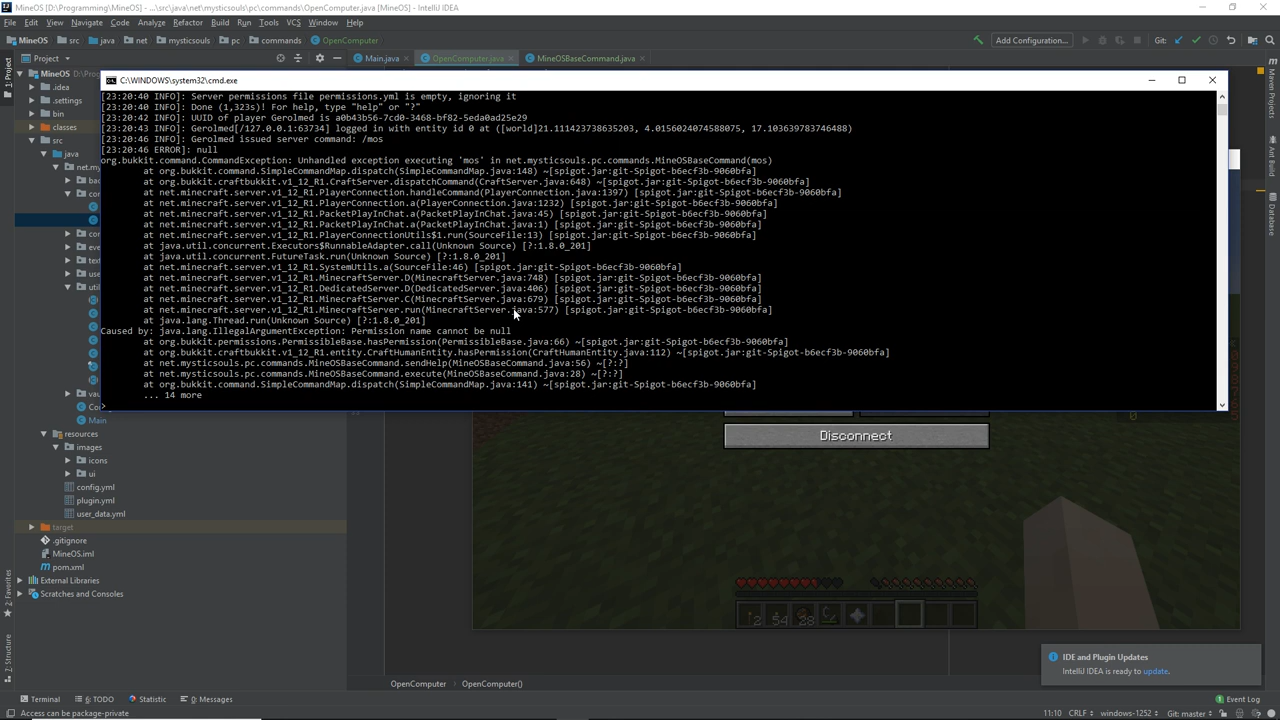 MineOS [D:\Programming\MineOS] - ...\src\java\net\mysticsouls\pc\commands\OpenComputer.java - IntelliJ IDEA
File Edit View Navigate Code Analyze Refactor Build Run Tools VCS Window Help
MineOS src java net mysticsouls pc commands OpenComputer
Add Configuration...
Git:
Project
Main.java
OpenComputer.java
MineOSBaseCommand.java
1: Project
MineOS
.idea
.settings
bin
classes
src
java
net.my
Main
resources
images
icons
ui
config.yml
plugin.yml
user_data.yml
target
.gitignore
MineOS.iml
pom.xml
External Libraries
Scratches and Consoles
C:\WINDOWS\system32\cmd.exe
[23:20:40 INFO]: Server permissions file permissions.yml is empty, ignoring it
[23:20:40 INFO]: Done (1,323s)! For help, type "help" or "?"
[23:20:42 INFO]: UUID of player Gerolmed is a0b43b56-7cd0-3468-bf82-5eda0ad25e29
[23:20:43 INFO]: Gerolmed[/127.0.0.1:63734] logged in with entity id 0 at ([world]21.111423738635203, 4.0156024074588075, 17.103639783746488)
[23:20:46 INFO]: Gerolmed issued server command: /mos
[23:20:46 ERROR]: null
org.bukkit.command.CommandException: Unhandled exception executing 'mos' in net.mysticsouls.pc.commands.MineOSBaseCommand(mos)
at org.bukkit.command.SimpleCommandMap.dispatch(SimpleCommandMap.java:148) ~[spigot.jar:git-Spigot-b6ecf3b-9060bfa]
at org.bukkit.craftbukkit.v1_12_R1.CraftServer.dispatchCommand(CraftServer.java:648) ~[spigot.jar:git-Spigot-b6ecf3b-9060bfa]
at net.minecraft.server.v1_12_R1.PlayerConnection.handleCommand(PlayerConnection.java:1397) [spigot.jar:git-Spigot-b6ecf3b-9060bfa]
at net.minecraft.server.v1_12_R1.PlayerConnection.a(PlayerConnection.java:1232) [spigot.jar:git-Spigot-b6ecf3b-9060bfa]
at net.minecraft.server.v1_12_R1.PacketPlayInChat.a(PacketPlayInChat.java:45) [spigot.jar:git-Spigot-b6ecf3b-9060bfa]
at net.minecraft.server.v1_12_R1.PacketPlayInChat.a(PacketPlayInChat.java:1) [spigot.jar:git-Spigot-b6ecf3b-9060bfa]
at net.minecraft.server.v1_12_R1.PlayerConnectionUtils$1.run(SourceFile:13) [spigot.jar:git-Spigot-b6ecf3b-9060bfa]
at java.util.concurrent.Executors$RunnableAdapter.call(Unknown Source) [?:1.8.0_201]
at java.util.concurrent.FutureTask.run(Unknown Source) [?:1.8.0_201]
at net.minecraft.server.v1_12_R1.SystemUtils.a(SourceFile:46) [spigot.jar:git-Spigot-b6ecf3b-9060bfa]
at net.minecraft.server.v1_12_R1.MinecraftServer.D(MinecraftServer.java:748) [spigot.jar:git-Spigot-b6ecf3b-9060bfa]
at net.minecraft.server.v1_12_R1.DedicatedServer.D(DedicatedServer.java:406) [spigot.jar:git-Spigot-b6ecf3b-9060bfa]
at net.minecraft.server.v1_12_R1.MinecraftServer.C(MinecraftServer.java:679) [spigot.jar:git-Spigot-b6ecf3b-9060bfa]
at net.minecraft.server.v1_12_R1.MinecraftServer.run(MinecraftServer.java:577) [spigot.jar:git-Spigot-b6ecf3b-9060bfa]
at java.lang.Thread.run(Unknown Source) [?:1.8.0_201]
Caused by: java.lang.IllegalArgumentException: Permission name cannot be null
at org.bukkit.permissions.PermissibleBase.hasPermission(PermissibleBase.java:66) ~[spigot.jar:git-Spigot-b6ecf3b-9060bfa]
at org.bukkit.craftbukkit.v1_12_R1.entity.CraftHumanEntity.hasPermission(CraftHumanEntity.java:112) ~[spigot.jar:git-Spigot-b6ecf3b-9060bfa]
at net.mysticsouls.pc.commands.MineOSBaseCommand.sendHelp(MineOSBaseCommand.java:56) ~[?:?]
at net.mysticsouls.pc.commands.MineOSBaseCommand.execute(MineOSBaseCommand.java:28) ~[?:?]
at org.bukkit.command.SimpleCommandMap.dispatch(SimpleCommandMap.java:141) ~[spigot.jar:git-Spigot-b6ecf3b-9060bfa]
... 14 more
>
Disconnect
2 54 28
Maven
Ant Build
Database
2: Favorites
7: Structure
OpenComputer OpenComputer()
IDE and Plugin Updates
IntelliJ IDEA is ready to update.
Terminal 6: TODO Statistic 0: Messages
Event Log
Access can be package-private
11:10 CRLF windows-1252 Git: master